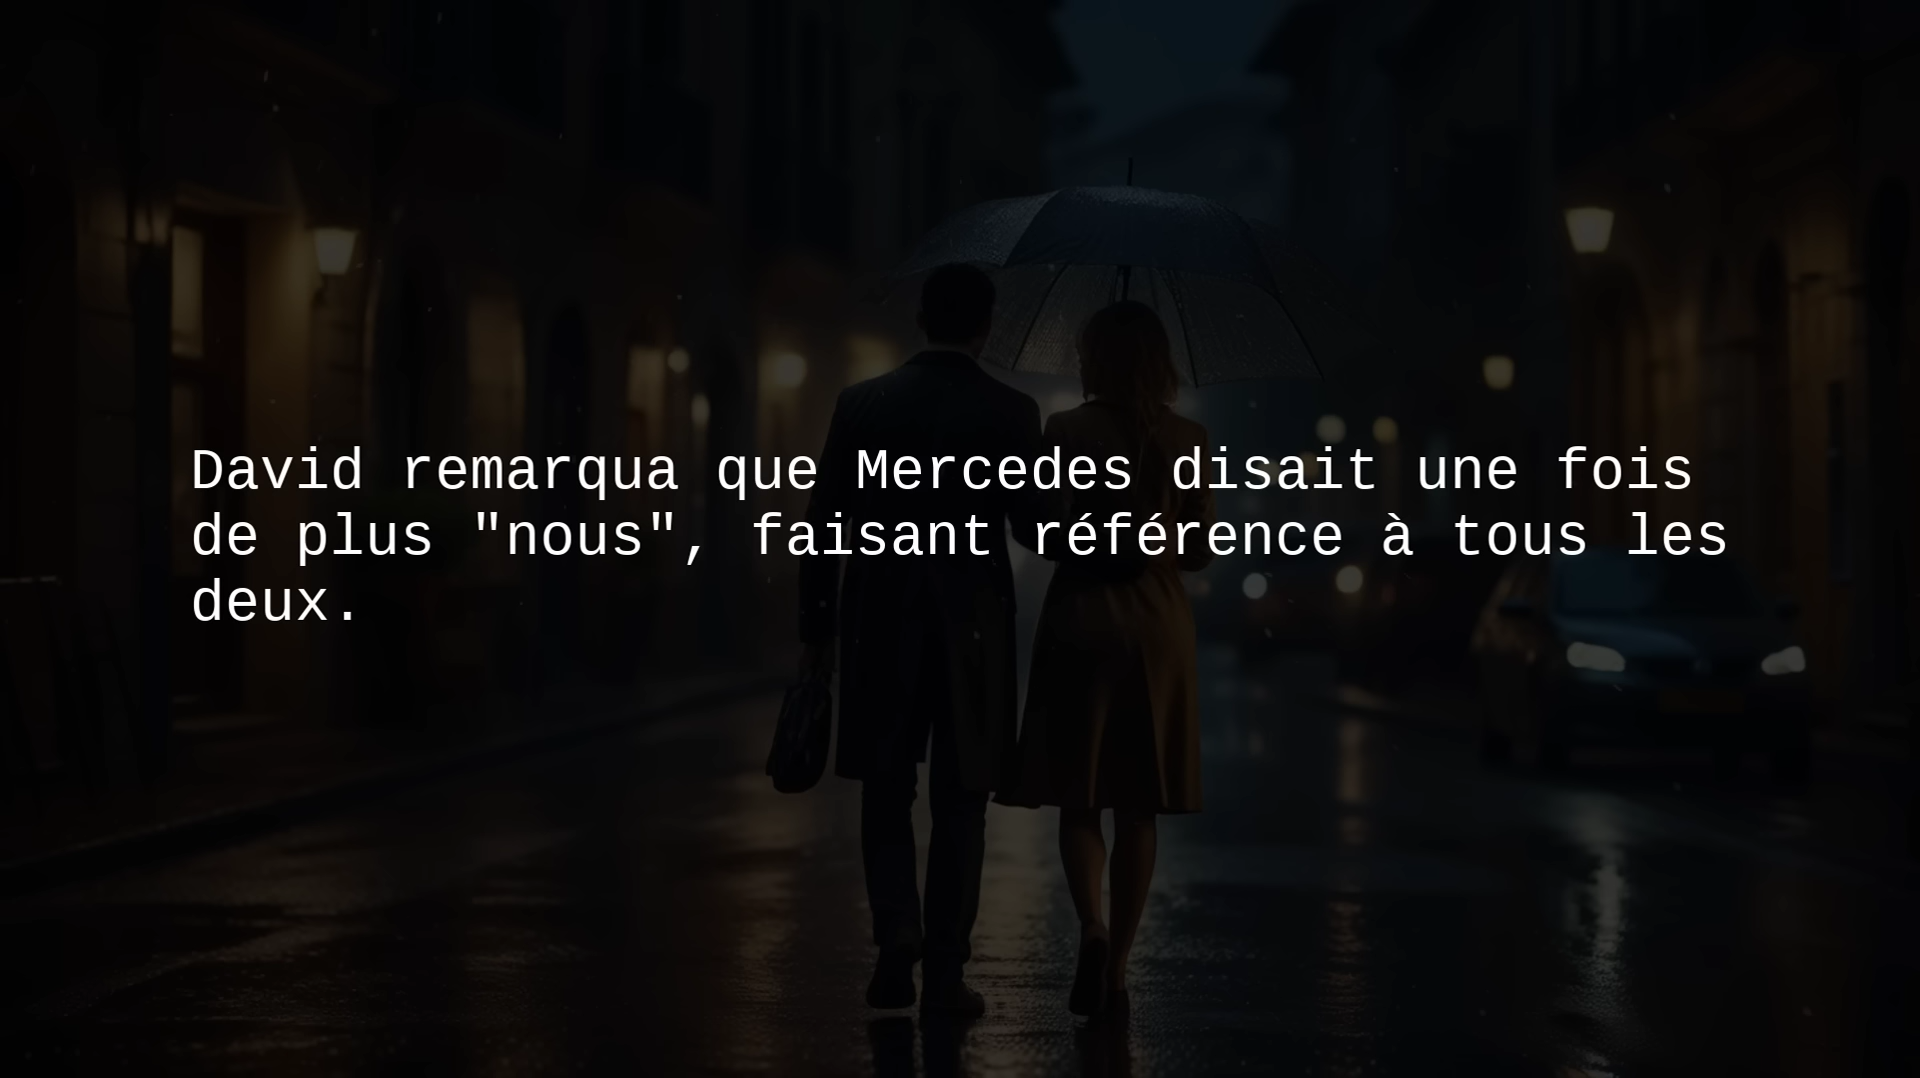 David remarqua que Mercedes disait une fois
de plus "nous", faisant référence à tous les
deux.